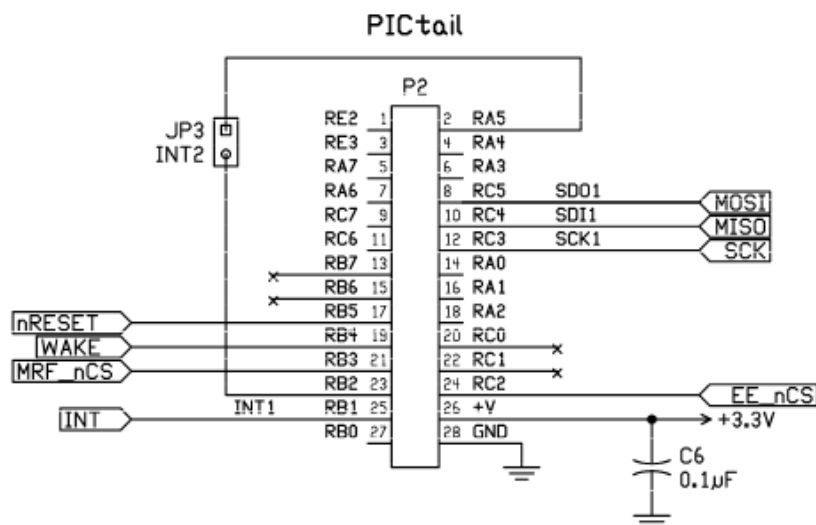 PICtail
P2
RE2 1 2 RA5
JP3
RE3 3 4 RA4
INT2
RA7 5 6 RA3
RA6 7 8 RC5 SDO1 MOSI
RC7 9 10 RC4 SDI1 MISO
RC6 11 12 RC3 SCK1 SCK
RB7 13 14 RA0
RB6 15 16 RA1
RB5 17 18 RA2
nRESET
RB4 19 20 RC0
WAKE
RB3 21 22 RC1
MRF_nCS
RB2 23 24 RC2 EE_nCS
INT INT1 RB1 25 26 +V +3.3V
RB0 27 28 GND
C6
0.1µF